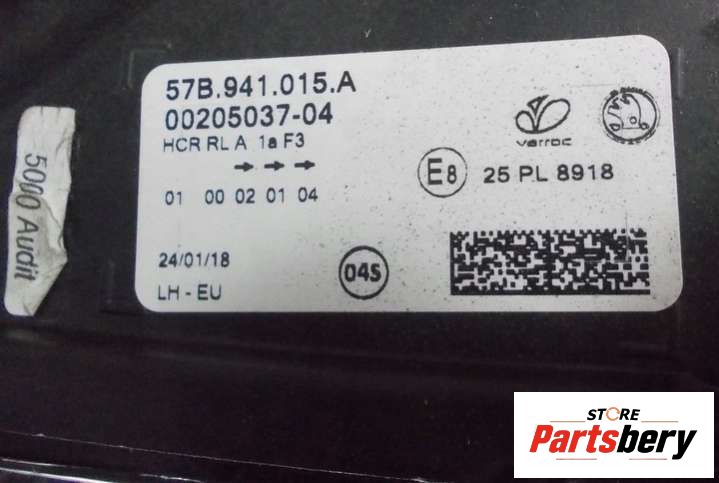 57B.941.015.A
00205037-04
HCR RL A 1a F3
→ → →
01 00 02 01 04
24/01/18
LH - EU
04S
varroc
E8 25 PL 8918
5000 Audit
STORE
Partsbery